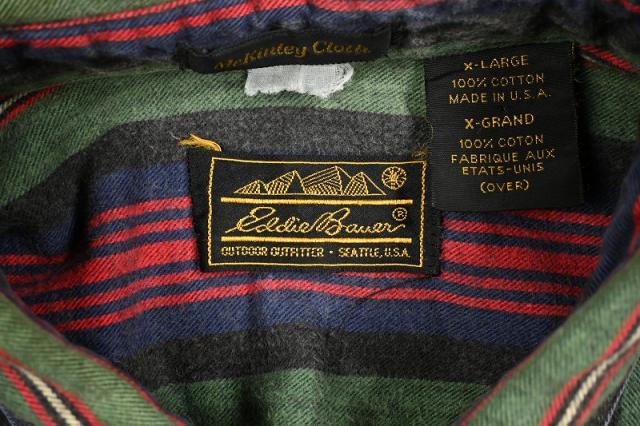 McKinley Cloth
X-LARGE
100% COTTON
MADE IN U.S.A.
X-GRAND
100% COTON
FABRIQUE AUX
ETATS-UNIS
(OVER)
Eddie Bauer®
OUTDOOR OUTFITTER • SEATTLE, U.S.A.